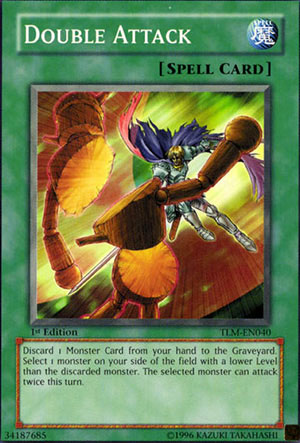 DOUBLE ATTACK
魔
[SPELL CARD]
1st Edition
TLM-EN040
Discard 1 Monster Card from your hand to the Graveyard.
Select 1 monster on your side of the field with a lower Level
than the discarded monster. The selected monster can attack
twice this turn.
34187685
©1996 KAZUKI TAKAHASHI